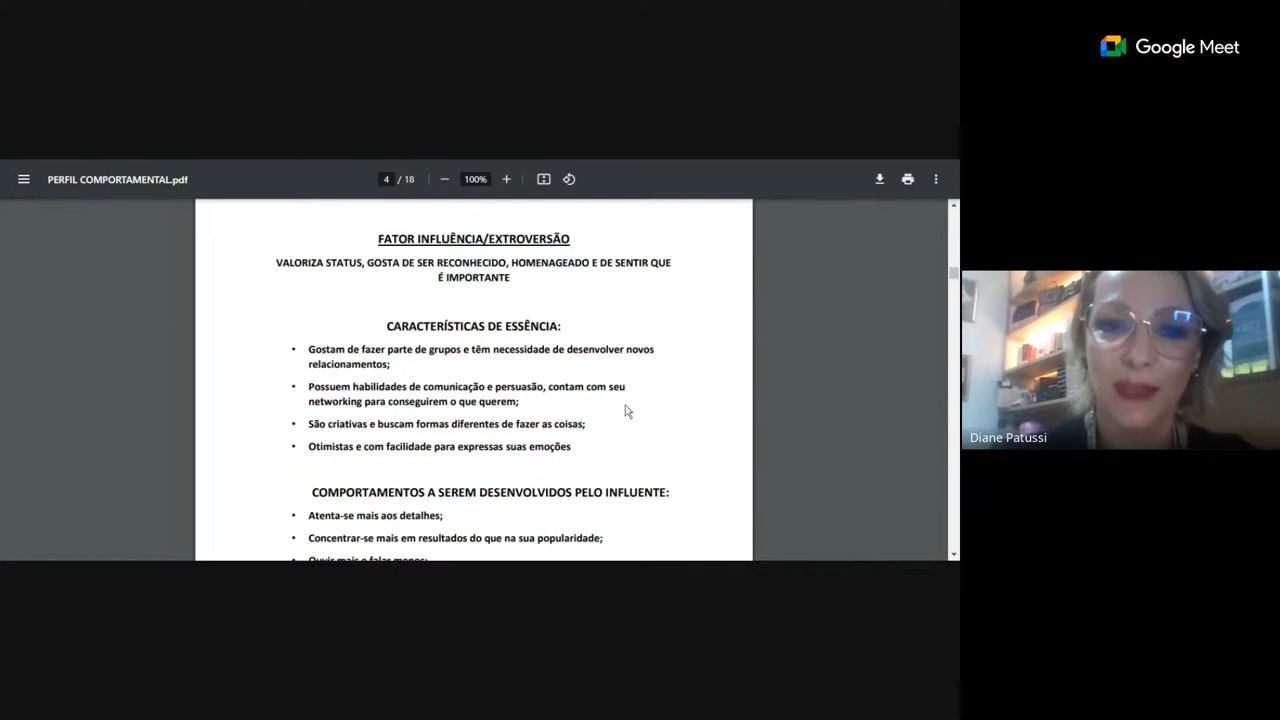 Google Meet
PERFIL COMPORTAMENTAL.pdf
4 / 18
100%
FATOR INFLUÊNCIA/EXTROVERSÃO
VALORIZA STATUS, GOSTA DE SER RECONHECIDO, HOMENAGEADO E DE SENTIR QUE
É IMPORTANTE
CARACTERÍSTICAS DE ESSÊNCIA:
• Gostam de fazer parte de grupos e têm necessidade de desenvolver novos
relacionamentos;
• Possuem habilidades de comunicação e persuasão, contam com seu
networking para conseguirem o que querem;
• São criativas e buscam formas diferentes de fazer as coisas;
• Otimistas e com facilidade para expressas suas emoções
COMPORTAMENTOS A SEREM DESENVOLVIDOS PELO INFLUENTE:
• Atenta-se mais aos detalhes;
• Concentrar-se mais em resultados do que na sua popularidade;
• Ouvir mais e falar menos;
Diane Patussi